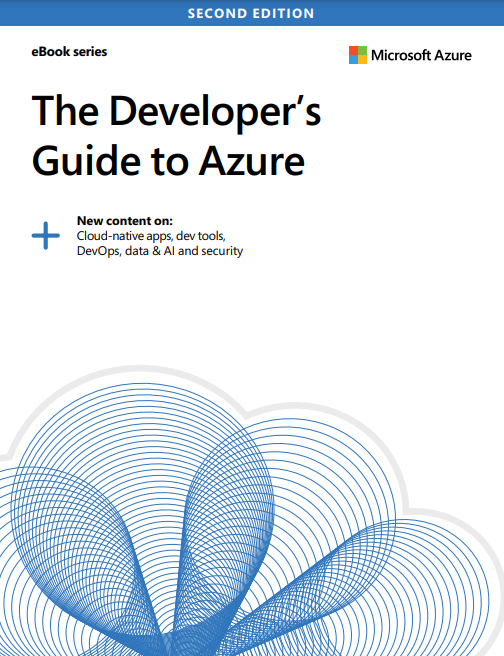 SECOND EDITION
eBook series
Microsoft Azure
The Developer’s
Guide to Azure
New content on:
Cloud-native apps, dev tools,
DevOps, data & AI and security